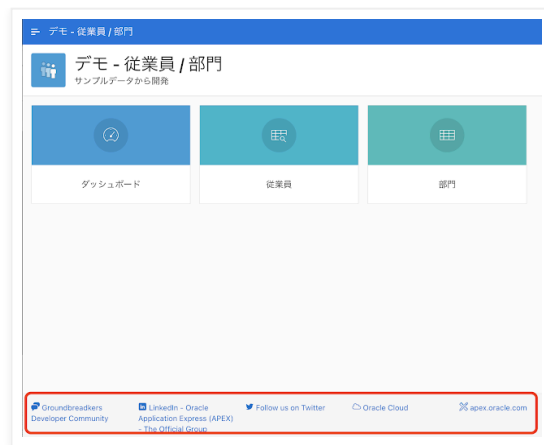 デモ - 従業員 / 部門
デモ - 従業員 / 部門
サンプルデータから開発
ダッシュボード
従業員
部門
Groundbreadkers
Developer Community
LinkedIn - Oracle
Application Express (APEX)
- The Official Group
Follow us on Twitter
Oracle Cloud
apex.oracle.com